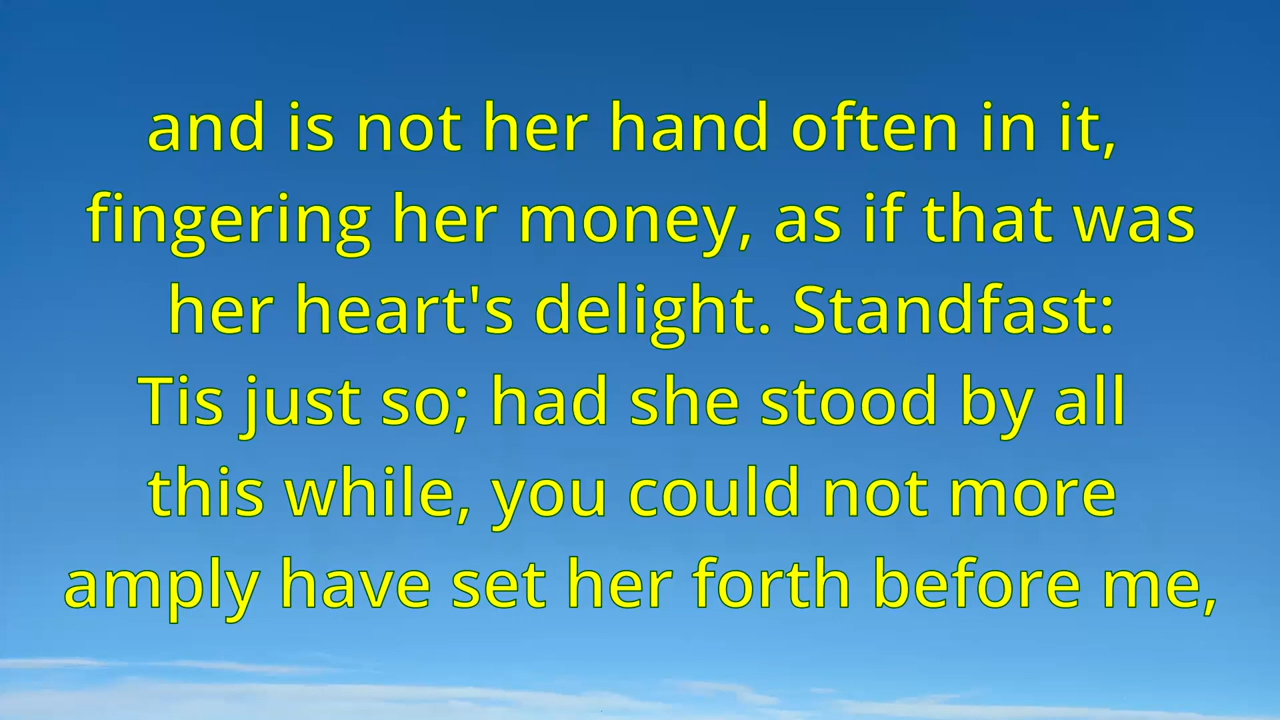 and is not her hand often in it,
fingering her money, as if that was
her heart's delight. Standfast:
Tis just so; had she stood by all
this while, you could not more
amply have set her forth before me,